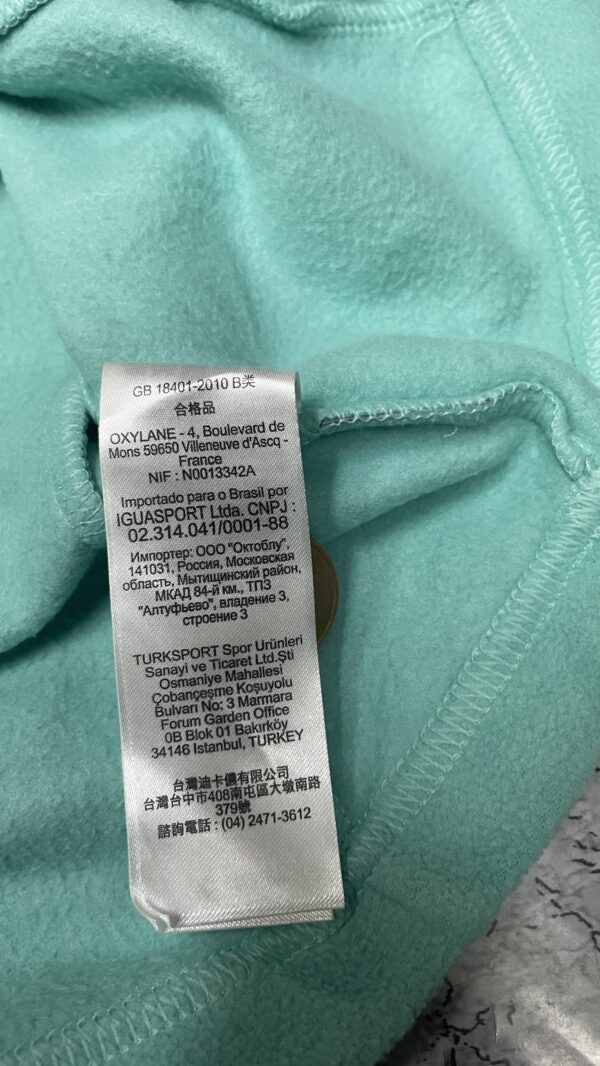 GB 18401-2010 B类
合格品
OXYLANE - 4, Boulevard de
Mons 59650 Villeneuve d'Ascq -
France
NIF : N0013342A
Importado para o Brasil por
IGUASPORT Ltda. CNPJ :
02.314.041/0001-88
Импортер: ООО "Октоблу",
141031, Россия, Московская
область, Мытищинский район,
МКАД 84-й км., ТПЗ
"Алтуфьево", владение 3,
строение 3
TURKSPORT Spor Urünleri
Sanayi ve Ticaret Ltd.Şti
Osmaniye Mahallesi
Çobançeşme Koşuyolu
Bulvarı No: 3 Marmara
Forum Garden Office
0B Blok 01 Bakırköy
34146 Istanbul, TURKEY
台灣迪卡儂有限公司
台灣台中市408南屯區大墩南路
379號
諮詢電話 : (04) 2471-3612